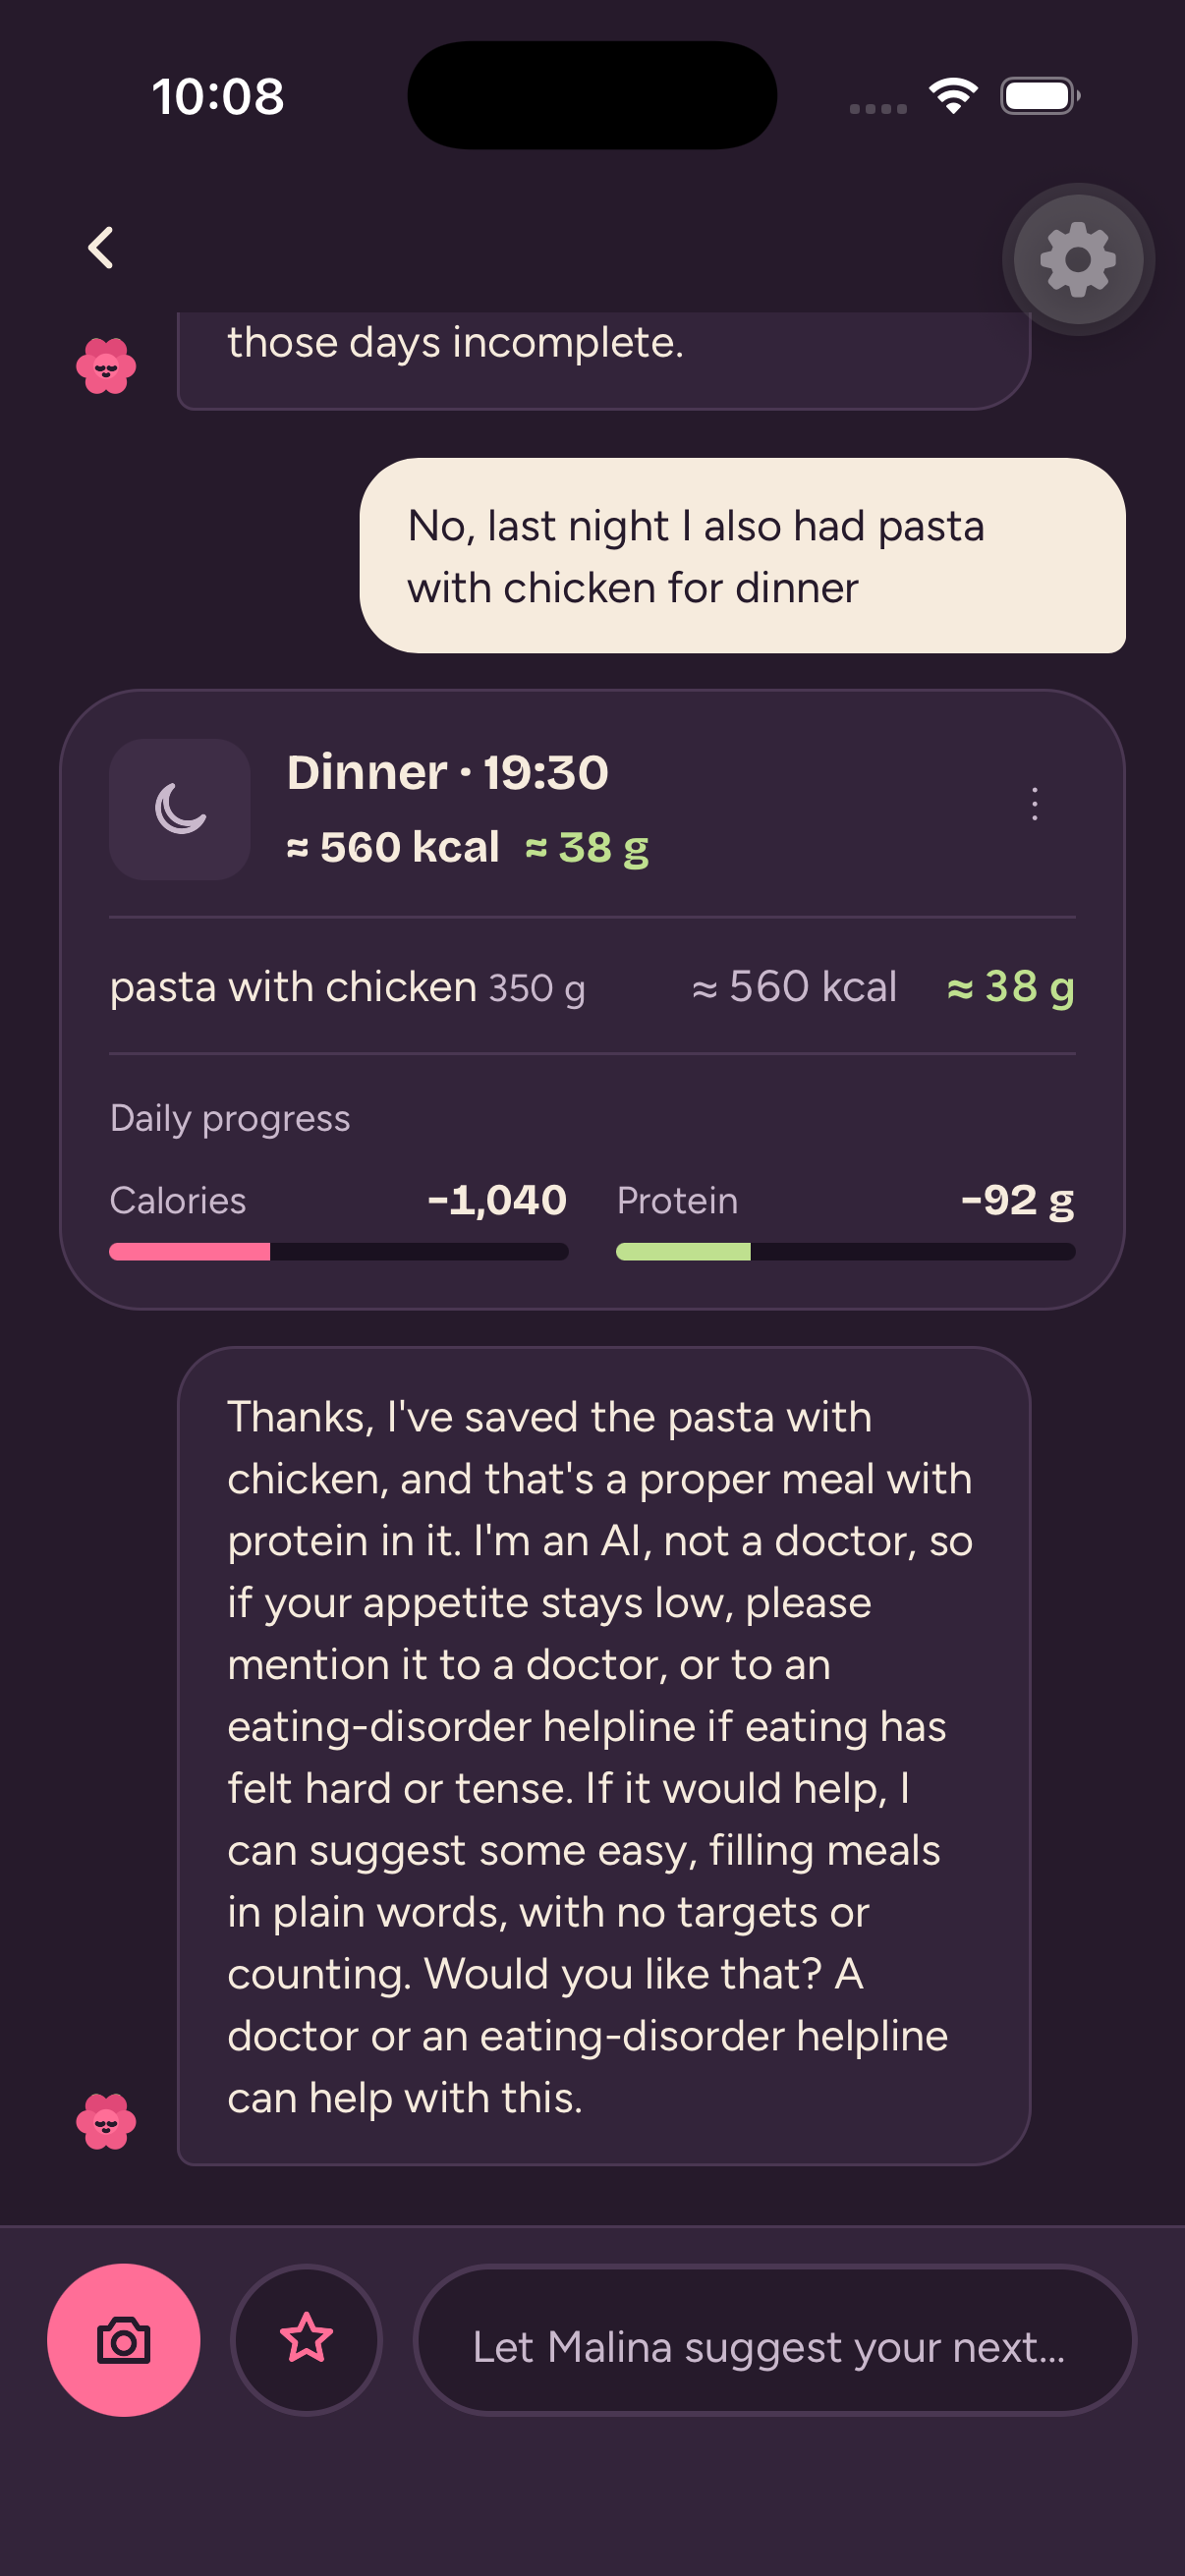 10:08
those days incomplete.
No, last night I also had pasta
with chicken for dinner
Dinner · 19:30
≈ 560 kcal ≈ 38 g
pasta with chicken 350 g ≈ 560 kcal ≈ 38 g
Daily progress
Calories −1,040 Protein −92 g
Thanks, I've saved the pasta with
chicken, and that's a proper meal with
protein in it. I'm an AI, not a doctor, so
if your appetite stays low, please
mention it to a doctor, or to an
eating-disorder helpline if eating has
felt hard or tense. If it would help, I
can suggest some easy, filling meals
in plain words, with no targets or
counting. Would you like that? A
doctor or an eating-disorder helpline
can help with this.
Let Malina suggest your next...